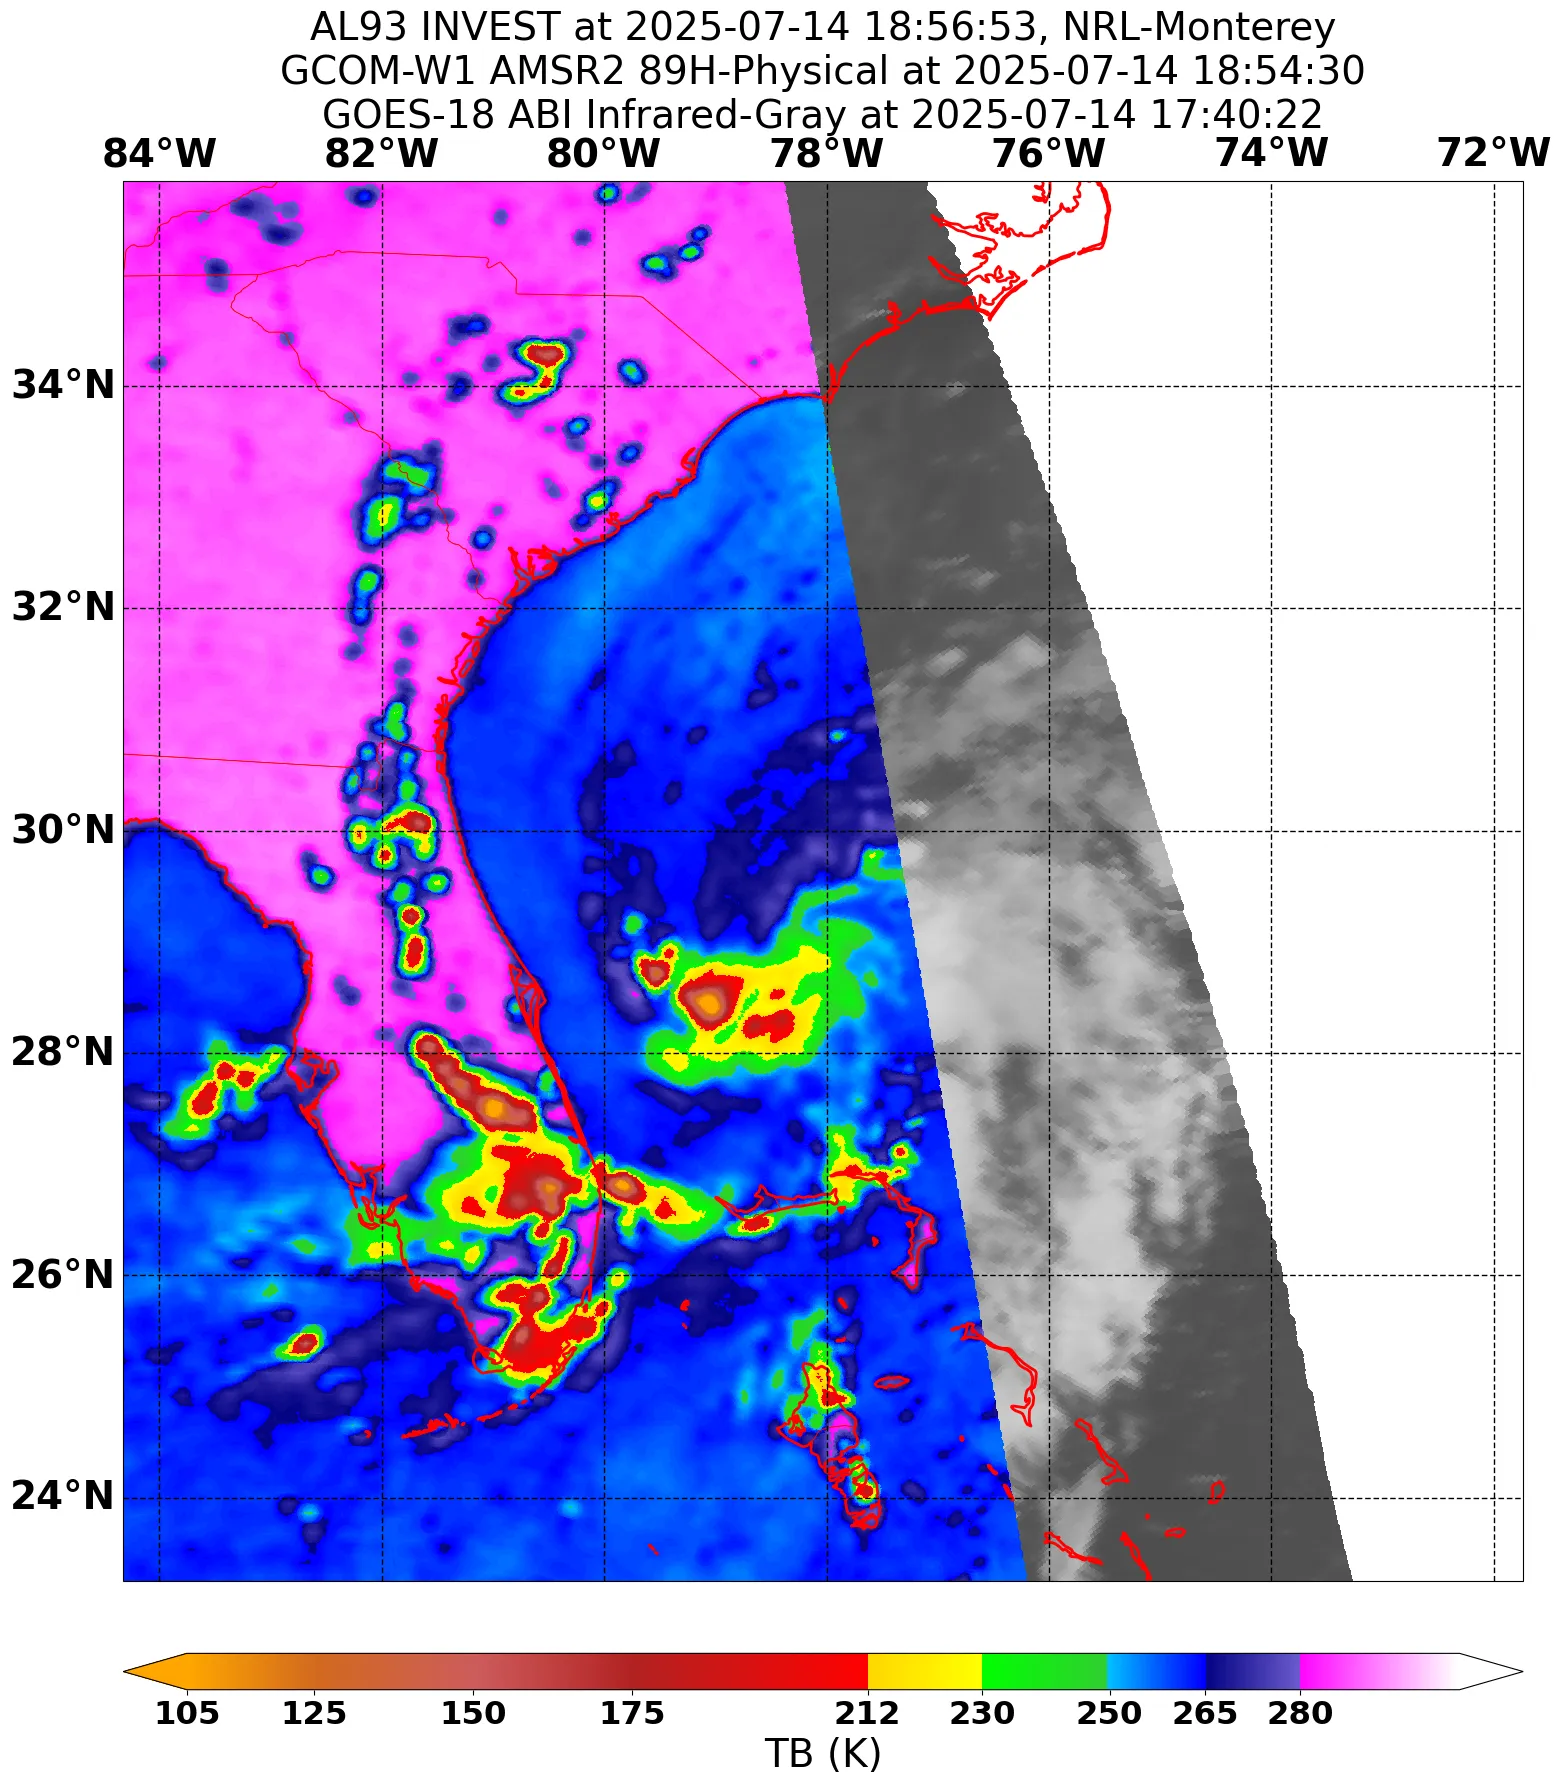 AL93 INVEST at 2025-07-14 18:56:53, NRL-Monterey
GCOM-W1 AMSR2 89H-Physical at 2025-07-14 18:54:30
GOES-18 ABI Infrared-Gray at 2025-07-14 17:40:22
84°W 82°W 80°W 78°W 76°W 74°W 72°W
34°N
32°N
30°N
28°N
26°N
24°N
105 125 150 175 212 230 250 265 280
TB (K)